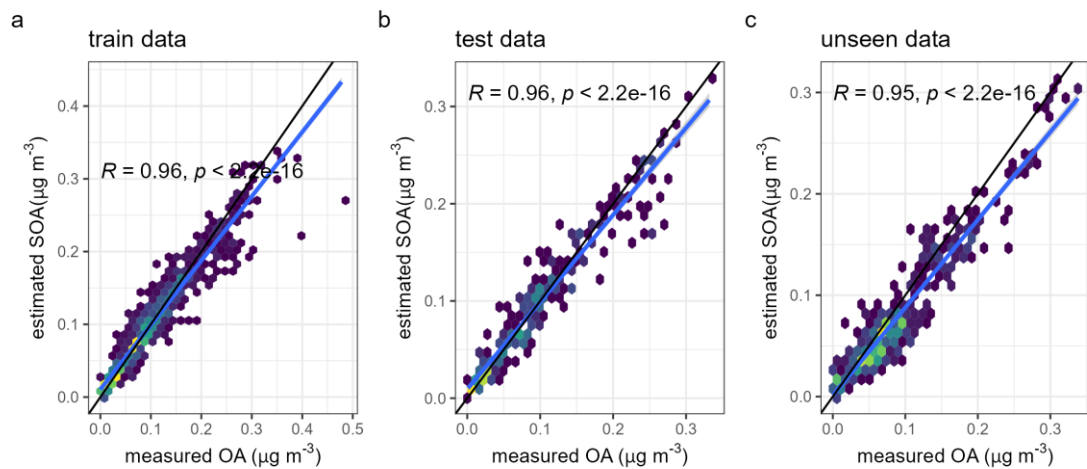 a
train data
R = 0.96, p < 2.2e-16
estimated SOA(µg m⁻³)
0.4
0.3
0.2
0.1
0.0
0.0 0.1 0.2 0.3 0.4 0.5
measured OA (µg m⁻³)
b
test data
R = 0.96, p < 2.2e-16
estimated SOA(µg m⁻³)
0.3
0.2
0.1
0.0
0.0 0.1 0.2 0.3
measured OA (µg m⁻³)
c
unseen data
R = 0.95, p < 2.2e-16
estimated SOA(µg m⁻³)
0.3
0.2
0.1
0.0
0.0 0.1 0.2 0.3
measured OA (µg m⁻³)